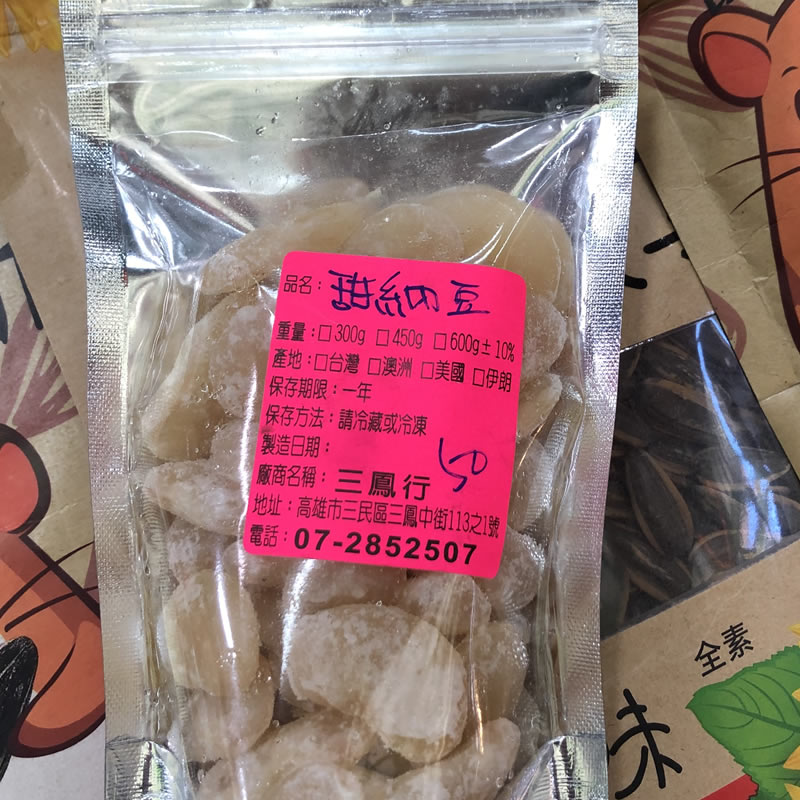 品名：甜納豆
重量：□300g □450g □600g±10%
產地：□台灣 □澳洲 □美國 □伊朗
保存期限：一年
保存方法：請冷藏或冷凍
製造日期：
50
廠商名稱：三鳳行
地址：高雄市三民區三鳳中街113之1號
電話：07-2852507
全素
味